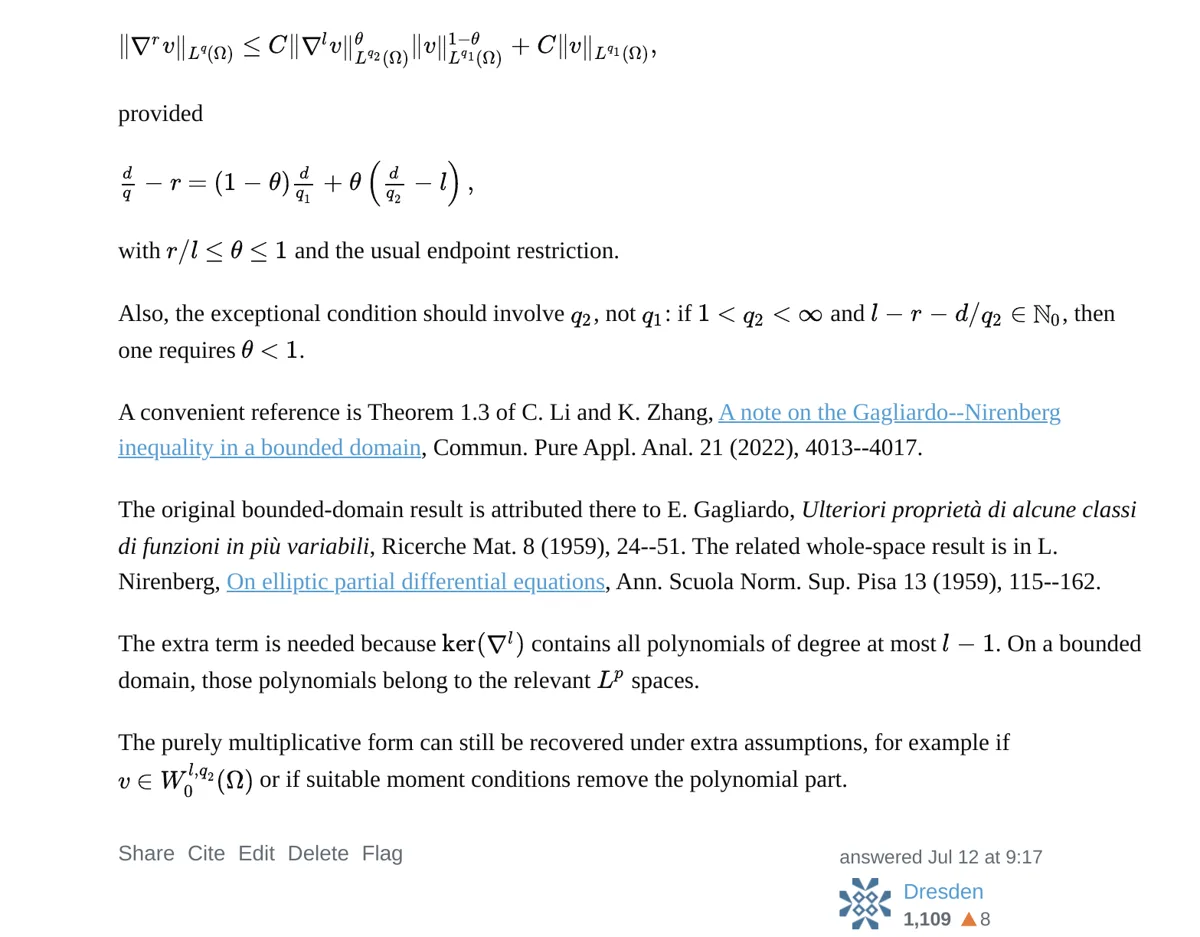 ‖∇^r v‖_{L^q(Ω)} ≤ C‖∇^l v‖^θ_{L^{q_2}(Ω)}‖v‖^{1−θ}_{L^{q_1}(Ω)} + C‖v‖_{L^{q_1}(Ω)},
provided
d/q − r = (1 − θ) d/q_1 + θ (d/q_2 − l),
with r/l ≤ θ ≤ 1 and the usual endpoint restriction.
Also, the exceptional condition should involve q_2, not q_1: if 1 < q_2 < ∞ and l − r − d/q_2 ∈ ℕ_0, then
one requires θ < 1.
A convenient reference is Theorem 1.3 of C. Li and K. Zhang, A note on the Gagliardo--Nirenberg
inequality in a bounded domain, Commun. Pure Appl. Anal. 21 (2022), 4013--4017.
The original bounded-domain result is attributed there to E. Gagliardo, Ulteriori proprietà di alcune classi
di funzioni in più variabili, Ricerche Mat. 8 (1959), 24--51. The related whole-space result is in L.
Nirenberg, On elliptic partial differential equations, Ann. Scuola Norm. Sup. Pisa 13 (1959), 115--162.
The extra term is needed because ker(∇^l) contains all polynomials of degree at most l − 1. On a bounded
domain, those polynomials belong to the relevant L^p spaces.
The purely multiplicative form can still be recovered under extra assumptions, for example if
v ∈ W_0^{l,q_2}(Ω) or if suitable moment conditions remove the polynomial part.
Share Cite Edit Delete Flag
answered Jul 12 at 9:17
Dresden
1,109 ▲8